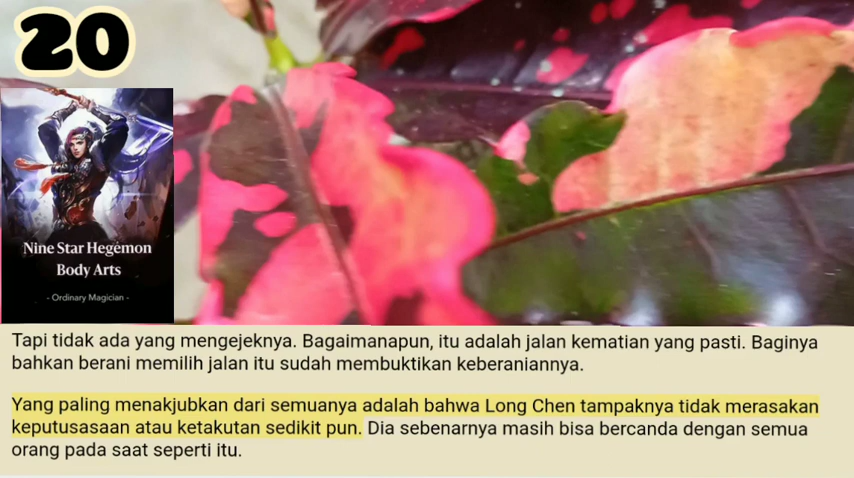 20
Nine Star Hegemon
Body Arts
- Ordinary Magician -
Tapi tidak ada yang mengejeknya. Bagaimanapun, itu adalah jalan kematian yang pasti. Baginya
bahkan berani memilih jalan itu sudah membuktikan keberaniannya.
Yang paling menakjubkan dari semuanya adalah bahwa Long Chen tampaknya tidak merasakan
keputusasaan atau ketakutan sedikit pun. Dia sebenarnya masih bisa bercanda dengan semua
orang pada saat seperti itu.